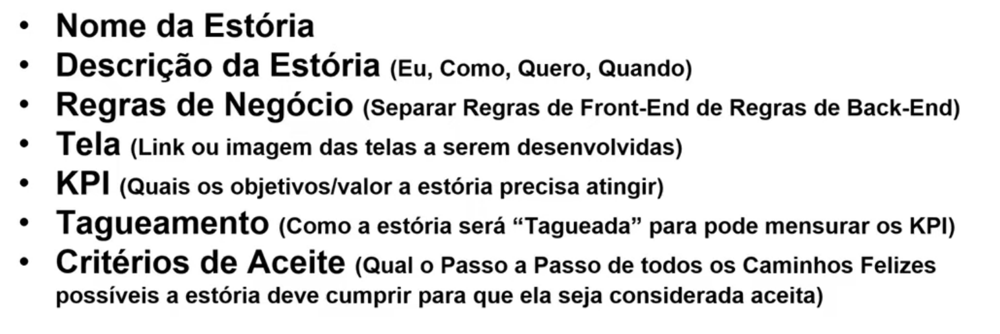 • Nome da Estória
• Descrição da Estória (Eu, Como, Quero, Quando)
• Regras de Negócio (Separar Regras de Front-End de Regras de Back-End)
• Tela (Link ou imagem das telas a serem desenvolvidas)
• KPI (Quais os objetivos/valor a estória precisa atingir)
• Tagueamento (Como a estória será “Tagueada” para pode mensurar os KPI)
• Critérios de Aceite (Qual o Passo a Passo de todos os Caminhos Felizes
possíveis a estória deve cumprir para que ela seja considerada aceita)